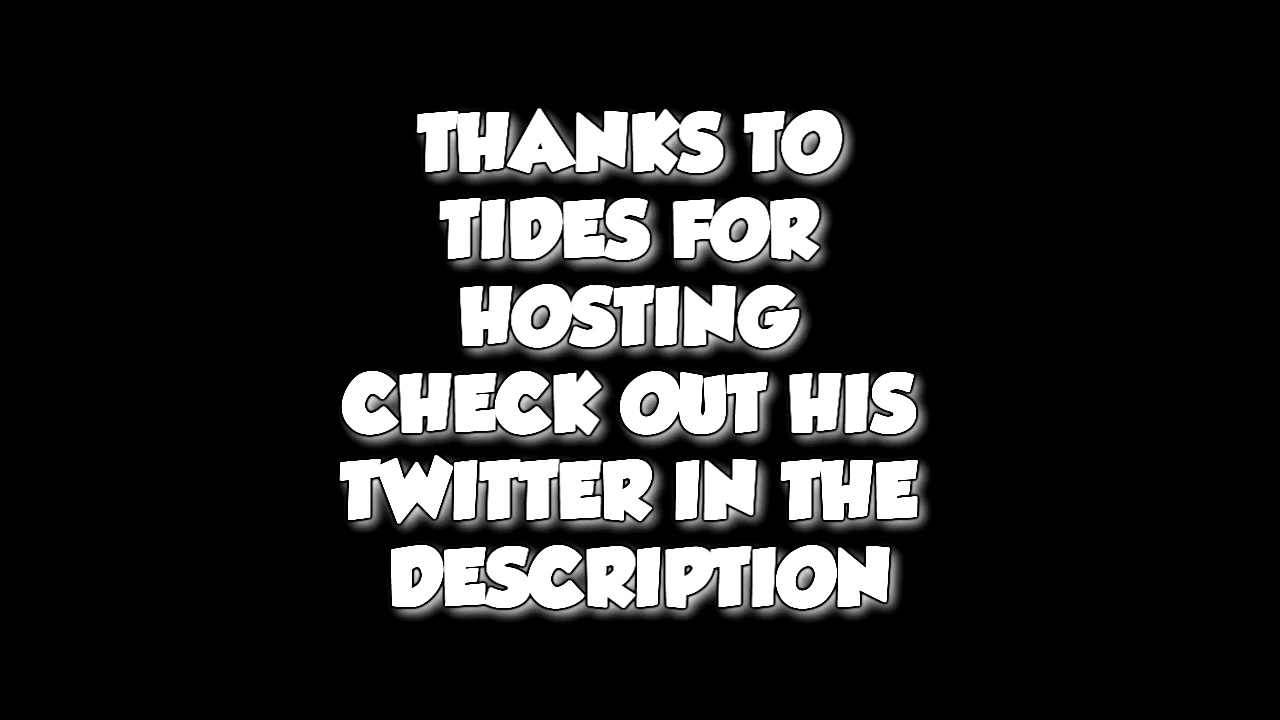 THANKS TO
TIDES FOR
HOSTING
CHECK OUT HIS
TWITTER IN THE
DESCRIPTION